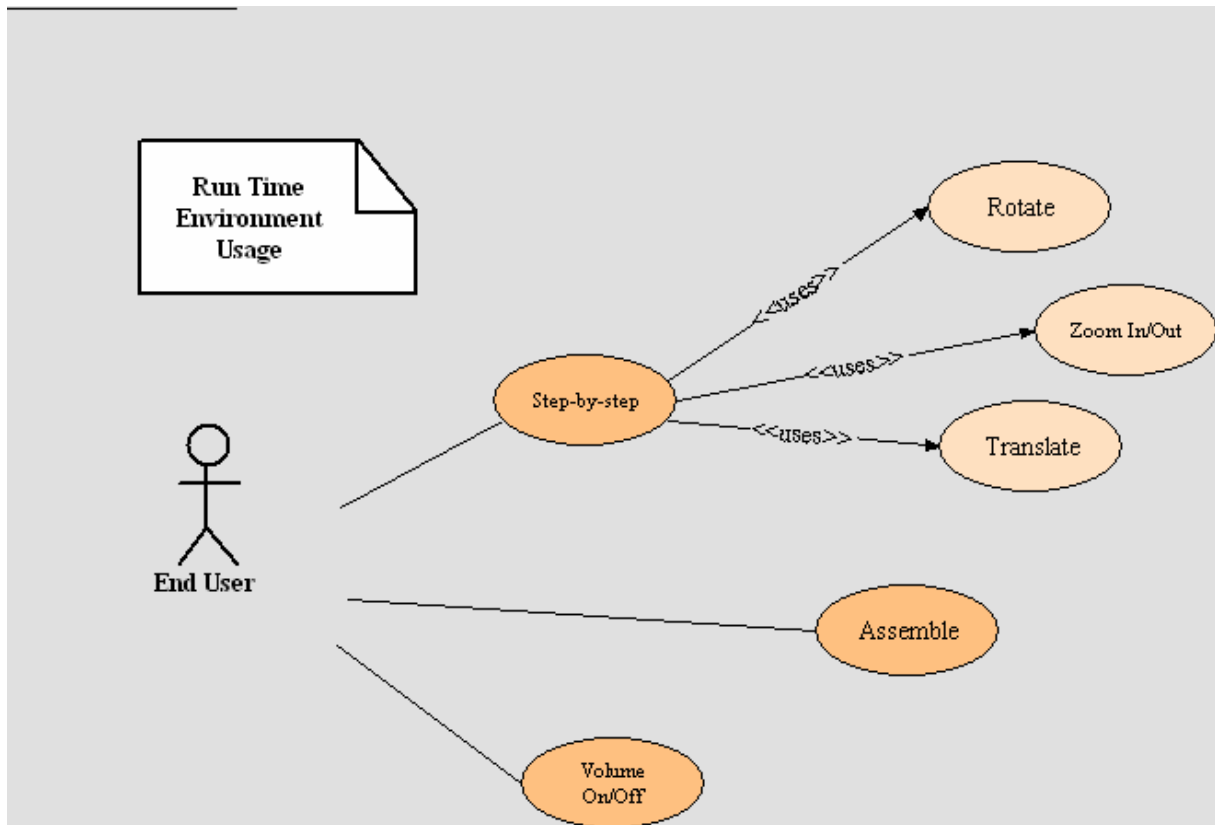 Run Time
Environment
Usage
Rotate
<<uses>>
Zoom In/Out
<<uses>>
Step-by-step
<<uses>>
Translate
End User
Assemble
Volume
On/Off